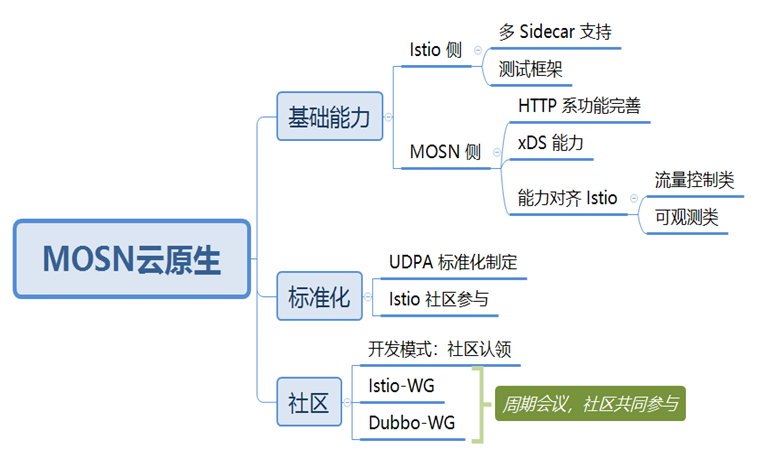 MOSN云原生
基础能力
Istio 侧
多 Sidecar 支持
测试框架
MOSN 侧
HTTP 系功能完善
xDS 能力
能力对齐 Istio
流量控制类
可观测类
标准化
UDPA 标准化制定
Istio 社区参与
社区
开发模式：社区认领
Istio-WG
Dubbo-WG
周期会议，社区共同参与